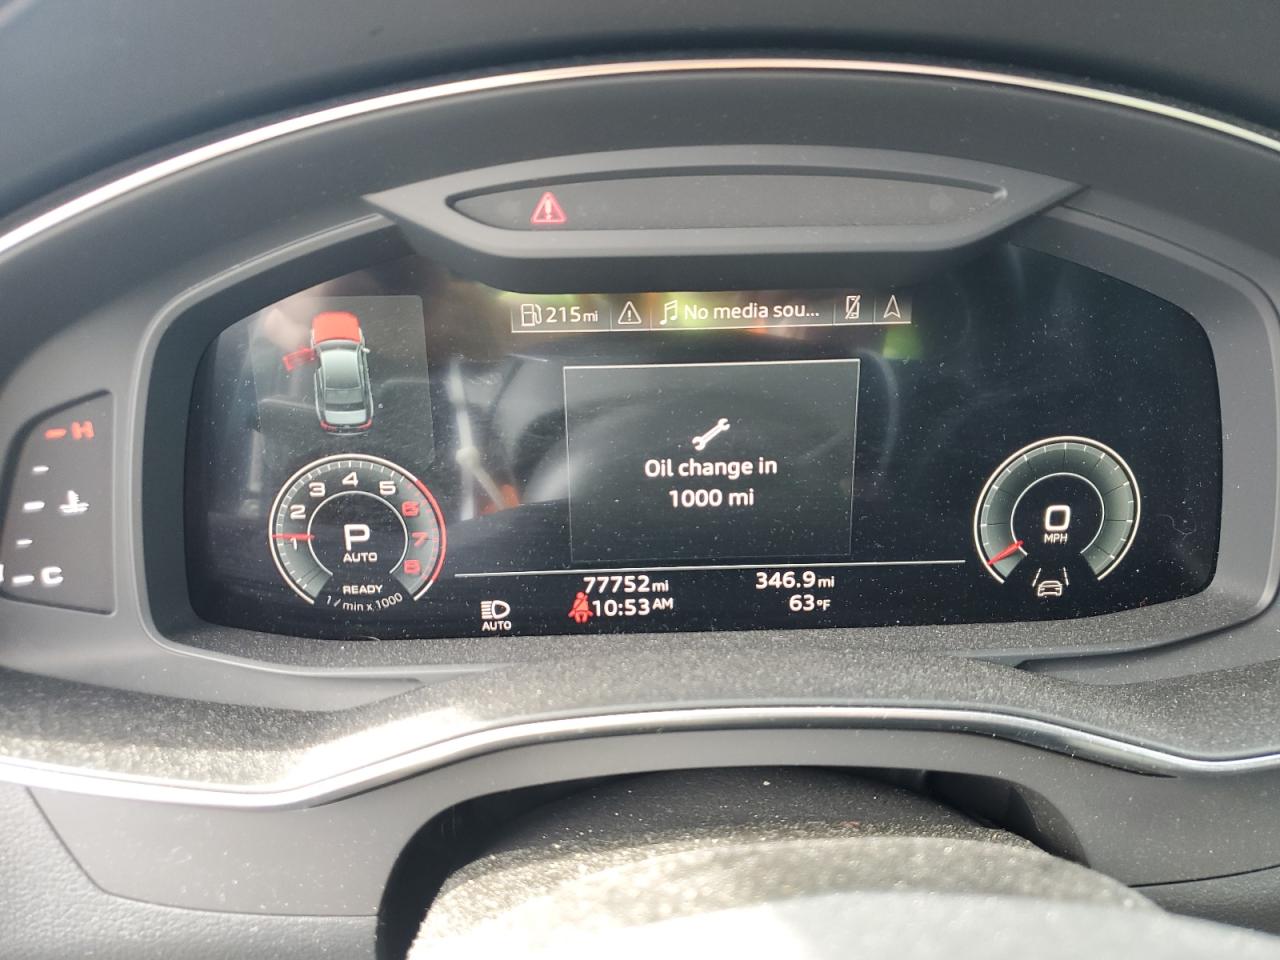 215mi
No media sou...
H
Oil change in
1000 mi
1 2 3 4 5 6 7 8
P
AUTO
READY
1/min x 1000
0
MPH
C
77752mi
346.9mi
AUTO
10:53AM
63°F